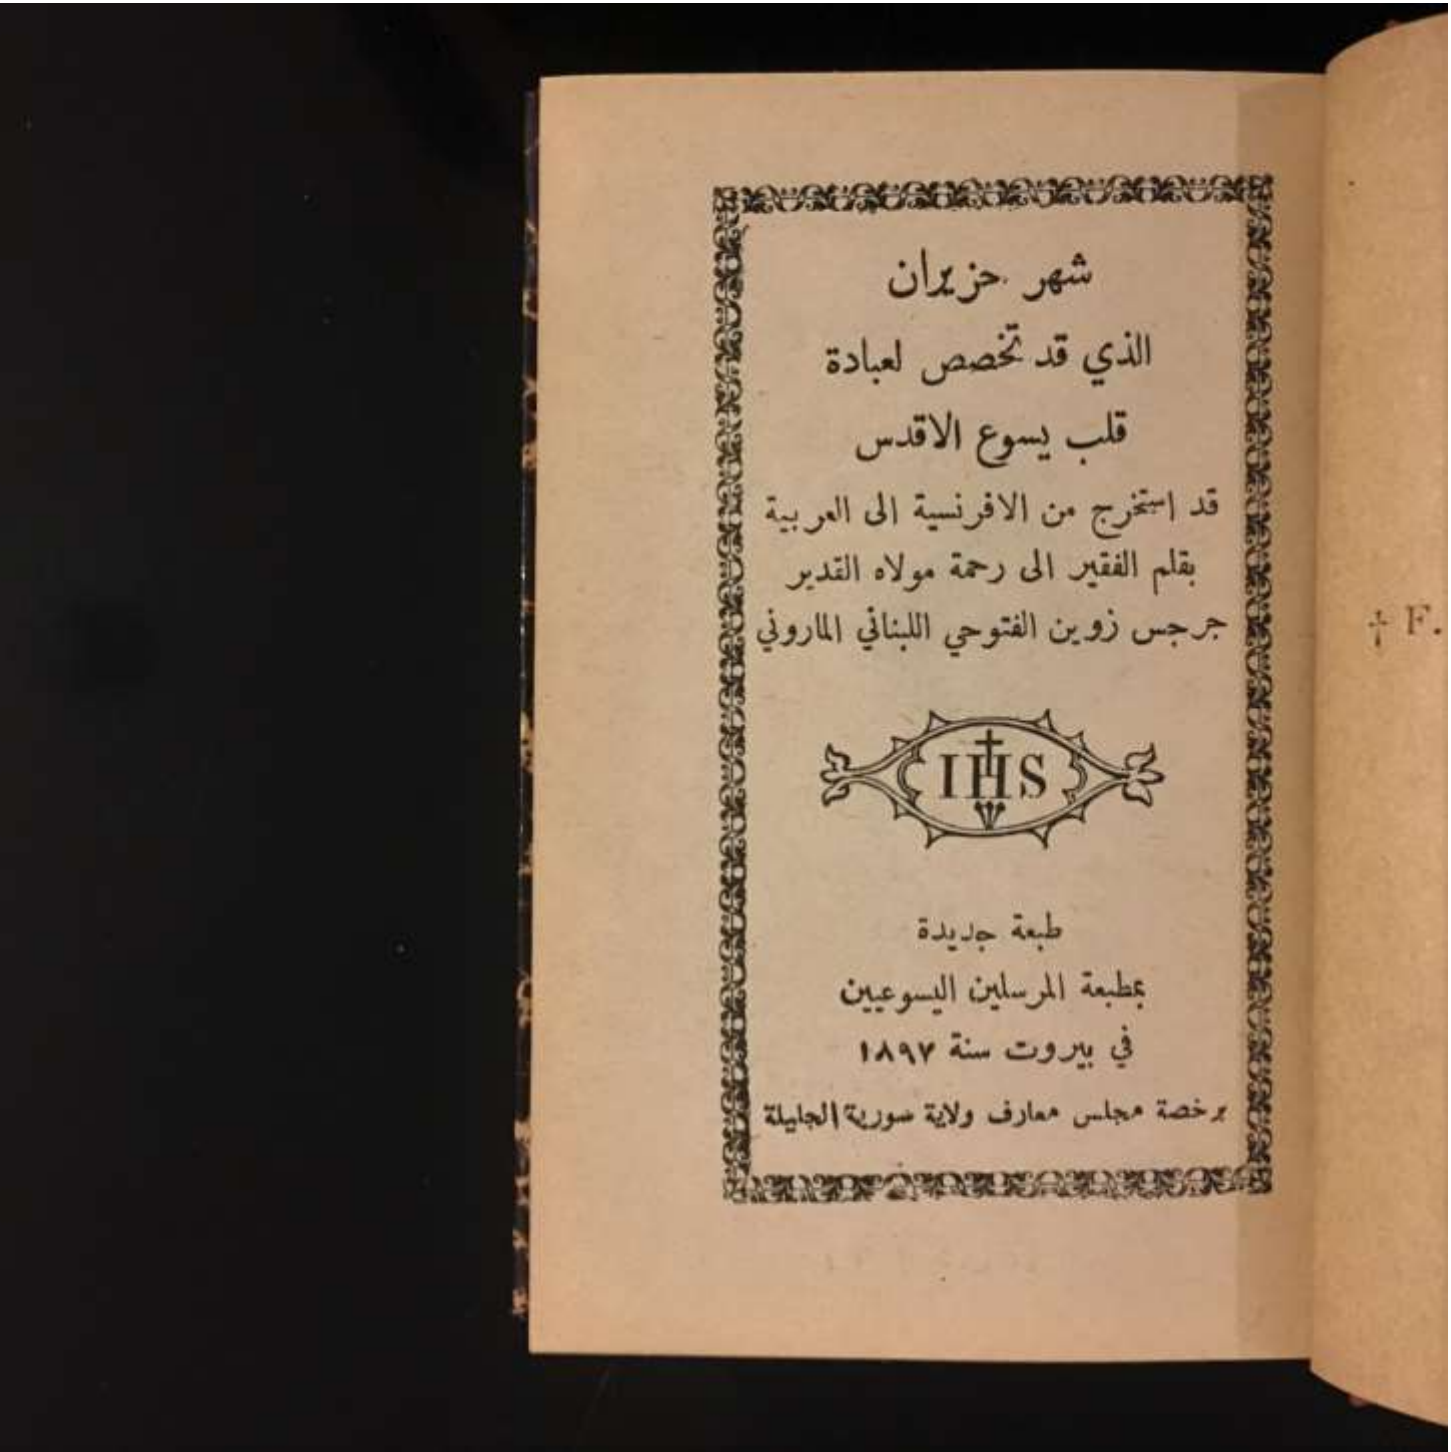 شهر حزيران
الذي قد تخصص لعبادة
قلب يسوع الاقدس
قد استخرج من الافرنسية الى العربية
بقلم الفقير الى رحمة مولاه القدير
جرجس زوين الفتوحي اللبناني الماروني
IHS
طبعة جديدة
بمطبعة المرسلين اليسوعيين
في بيروت سنة ١٨٩٧
برخصة مجلس معارف ولاية سورية الجليلة
† F.